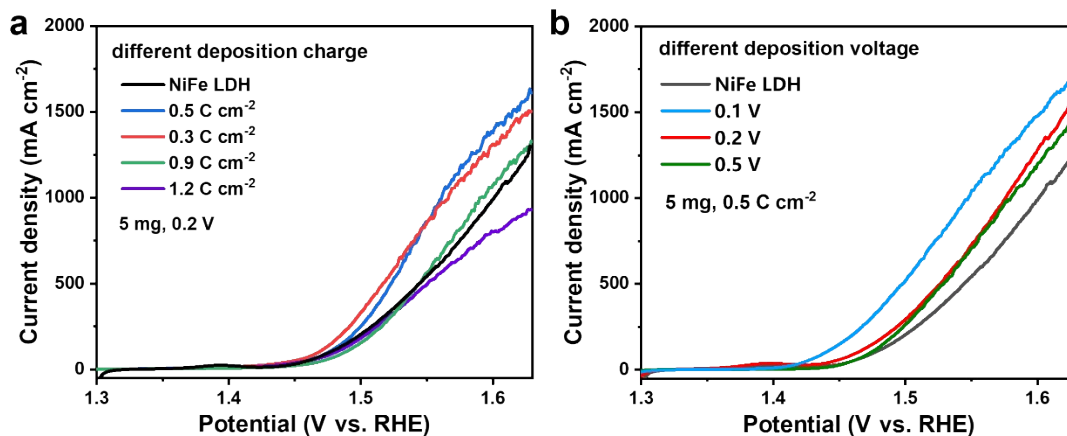 a
different deposition charge
NiFe LDH
0.5 C cm⁻²
0.3 C cm⁻²
0.9 C cm⁻²
1.2 C cm⁻²
5 mg, 0.2 V
Current density (mA cm⁻²)
2000
1500
1000
500
0
1.3
1.4
1.5
1.6
Potential (V vs. RHE)
b
different deposition voltage
NiFe LDH
0.1 V
0.2 V
0.5 V
5 mg, 0.5 C cm⁻²
Current density (mA cm⁻²)
2000
1500
1000
500
0
1.3
1.4
1.5
1.6
Potential (V vs. RHE)